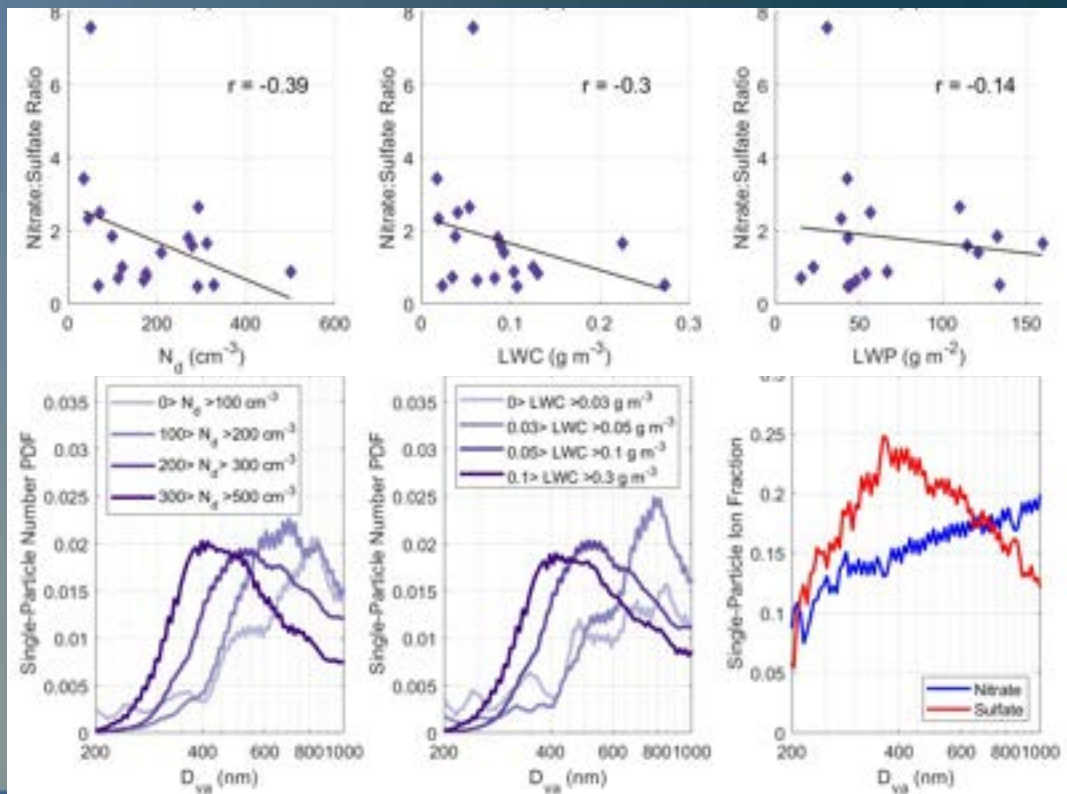 8
6
4
2
0
Nitrate:Sulfate Ratio
r = -0.39
0 200 400 600
N_d (cm^-3)
8
6
4
2
0
Nitrate:Sulfate Ratio
r = -0.3
0 0.1 0.2 0.3
LWC (g m^-3)
8
6
4
2
0
Nitrate:Sulfate Ratio
r = -0.14
0 50 100 150
LWP (g m^-2)
0.035
0.03
0.025
0.02
0.015
0.01
0.005
0
Single-Particle Number PDF
0> N_d >100 cm^-3
100> N_d >200 cm^-3
200> N_d> 300 cm^-3
300> N_d >500 cm^-3
200 400 600 800 1000
D_va (nm)
0.035
0.03
0.025
0.02
0.015
0.01
0.005
0
Single-Particle Number PDF
0> LWC >0.03 g m^-3
0.03> LWC >0.05 g m^-3
0.05> LWC >0.1 g m^-3
0.1> LWC >0.3 g m^-3
200 400 600 800 1000
D_va (nm)
0.25
0.2
0.15
0.1
0.05
0
Single-Particle Ion Fraction
Nitrate
Sulfate
200 400 600 800 1000
D_va (nm)